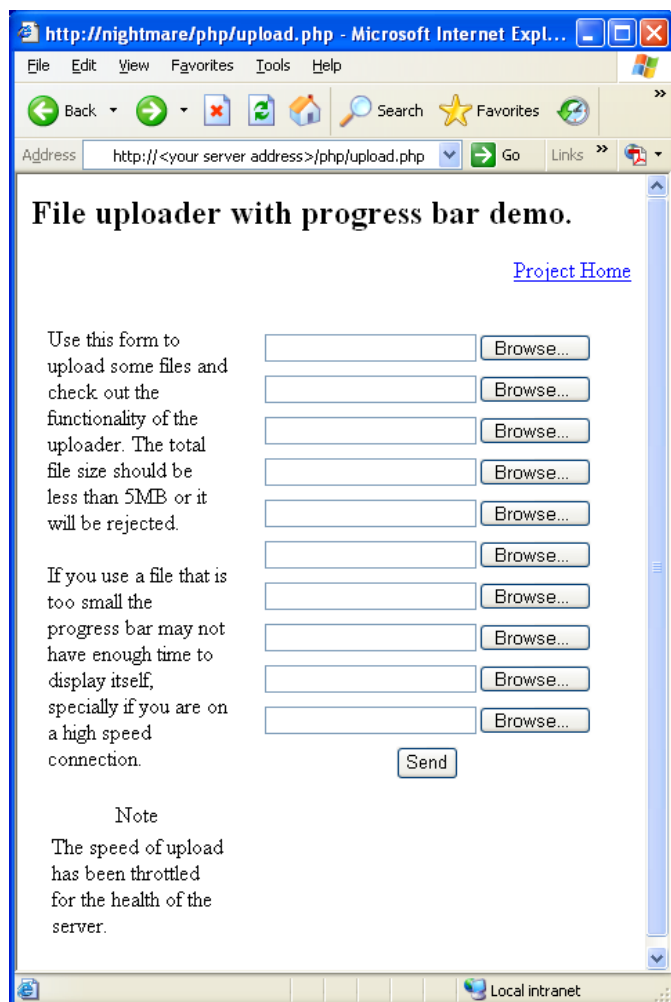 http://nightmare/php/upload.php - Microsoft Internet Expl...
File Edit View Favorites Tools Help
Back Search Favorites »
Address http://<your server address>/php/upload.php Go Links »
File uploader with progress bar demo.
Project Home
Use this form to
upload some files and
check out the
functionality of the
uploader. The total
file size should be
less than 5MB or it
will be rejected.
If you use a file that is
too small the
progress bar may not
have enough time to
display itself,
specially if you are on
a high speed
connection.
Note
The speed of upload
has been throttled
for the health of the
server.
Browse...
Browse...
Browse...
Browse...
Browse...
Browse...
Browse...
Browse...
Browse...
Browse...
Send
Local intranet